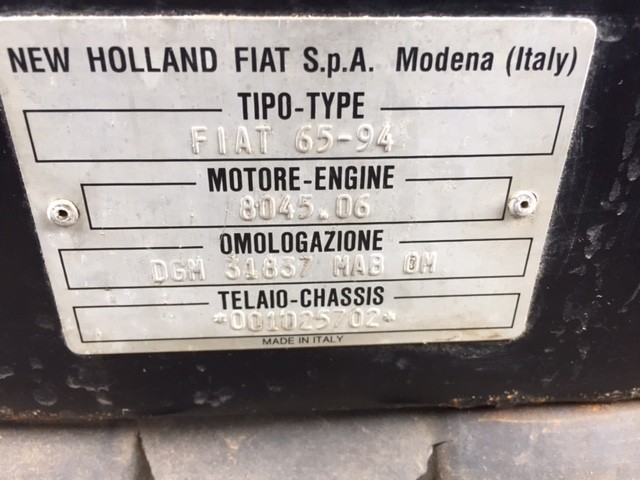 NEW HOLLAND FIAT S.p.A. Modena (Italy)
TIPO-TYPE
FIAT 65-94
MOTORE-ENGINE
8045.06
OMOLOGAZIONE
DGM 31837 MAB OM
TELAIO-CHASSIS
*001025702*
MADE IN ITALY